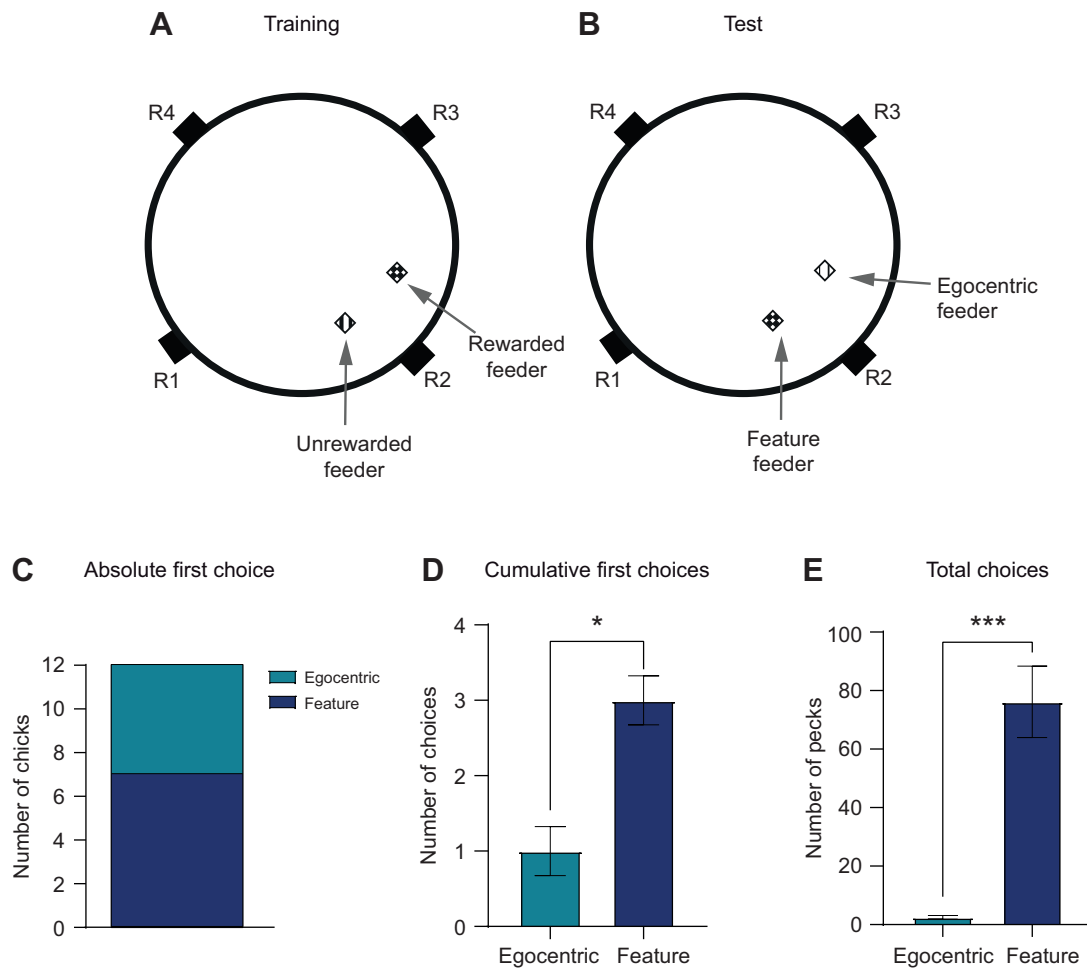 A Training
B Test
R4
R3
R4
R3
Rewarded
feeder
Egocentric
feeder
R1
R2
R1
R2
Unrewarded
feeder
Feature
feeder
C Absolute first choice
Number of chicks
12
10
8
6
4
2
0
Egocentric
Feature
D Cumulative first choices
Number of choices
4
3
2
1
0
*
Egocentric Feature
E Total choices
Number of pecks
100
80
60
40
20
0
***
Egocentric Feature